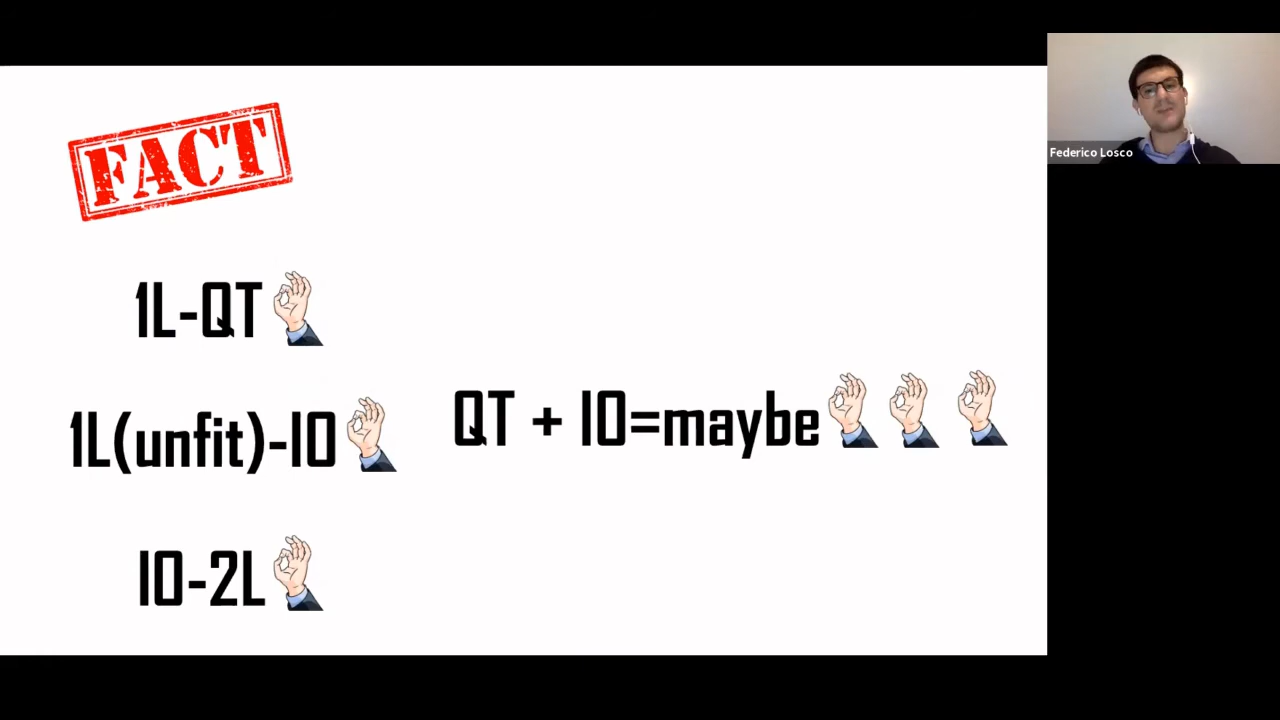 FACT
1L-QT
1L(unfit)-IO
IO-2L
QT + IO=maybe
Federico Losco